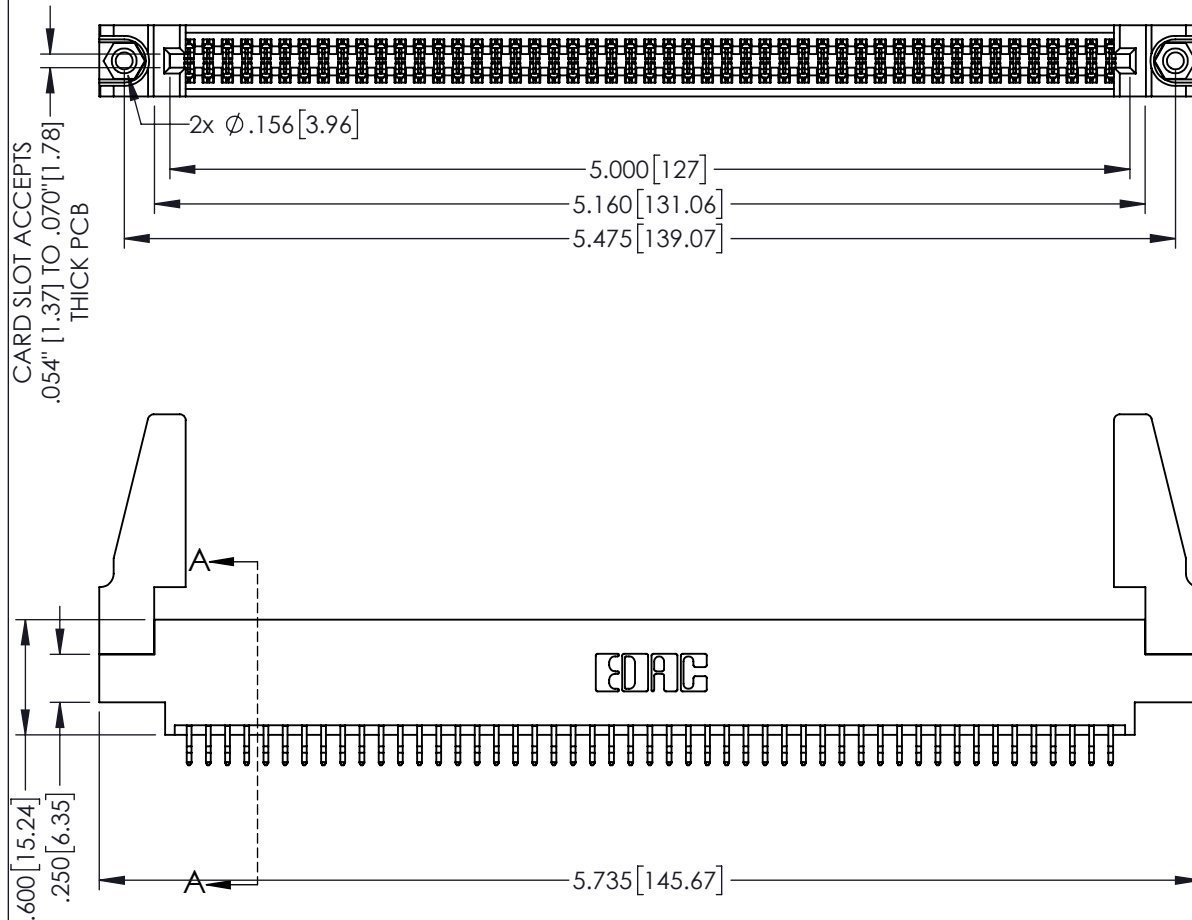 2x Ø.156[3.96]
5.000[127]
5.160[131.06]
5.475[139.07]
CARD SLOT ACCEPTS
.054" [1.37] TO .070"[1.78]
THICK PCB
A
EDAC
.600[15.24]
.250[6.35]
A
5.735[145.67]